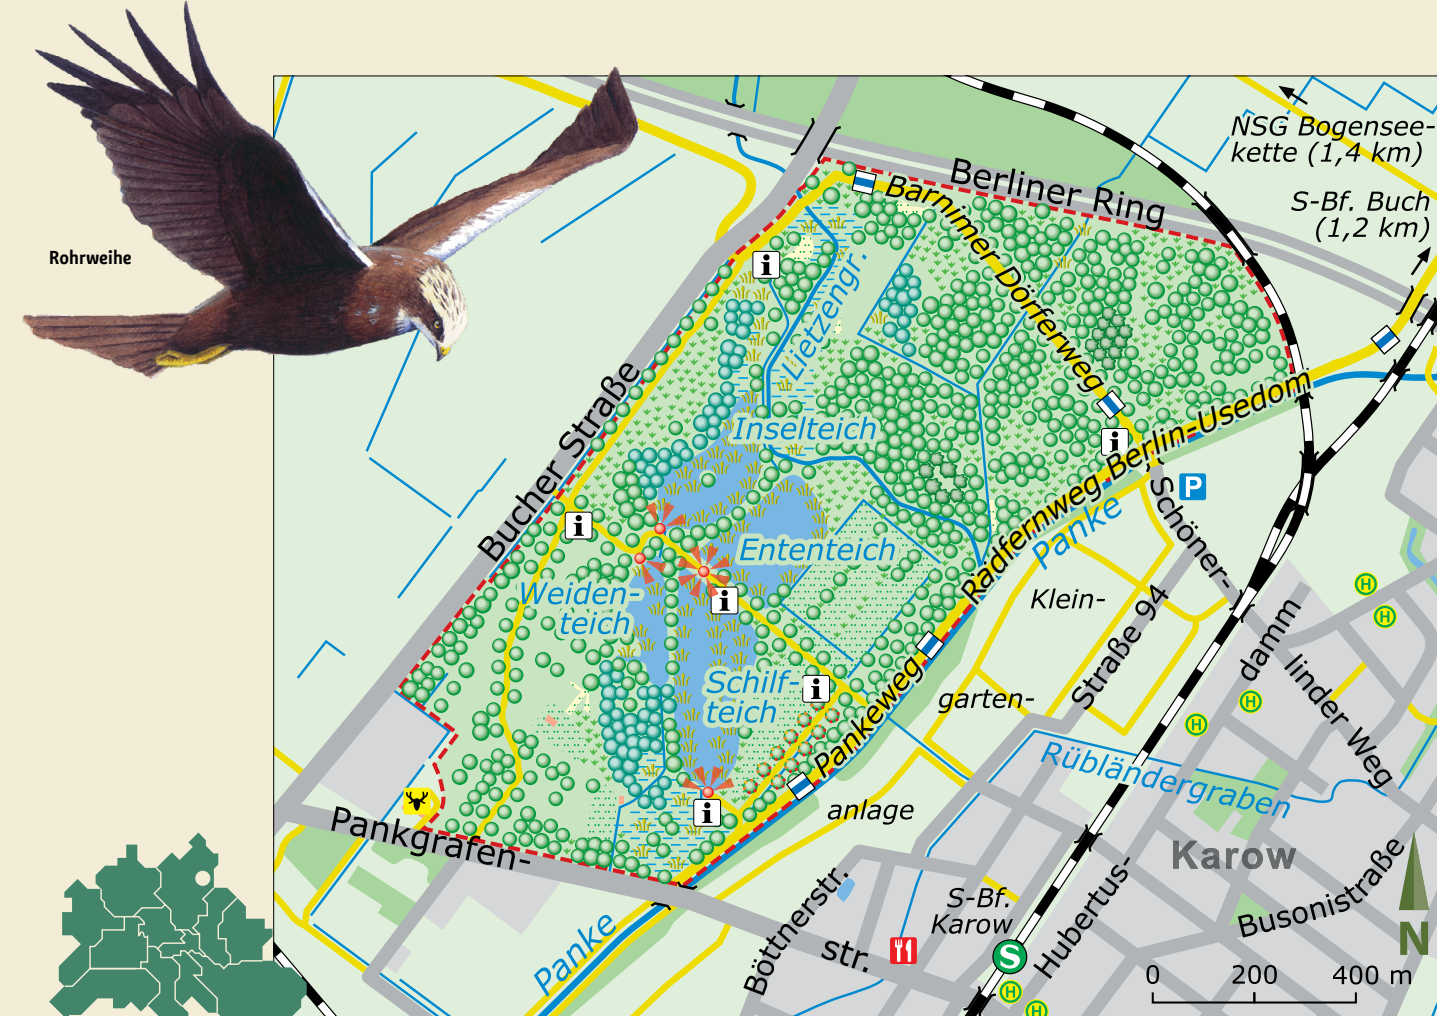 NSG Bogensee-
kette (1,4 km)
S-Bf. Buch
(1,2 km)
Berliner Ring
Barnimer Dörferweg
Rohrweihe
i
Lietzengr.
Bucher Straße
Inselteich
i
Radfernweg Berlin-Usedom
P
Panke
Schöner-
i
Ententeich
Weiden-
teich
i
Klein-
H
H
Straße 94
damm
linder Weg
Schilf-
teich
i
garten-
H
H
Pankeweg
Rübländergraben
i
anlage
Pankgrafen-
Karow
Böttnerstr.
S-Bf.
Karow
Hubertus-
Busonistraße
N
Panke
str.
S
H
H
0 200 400 m